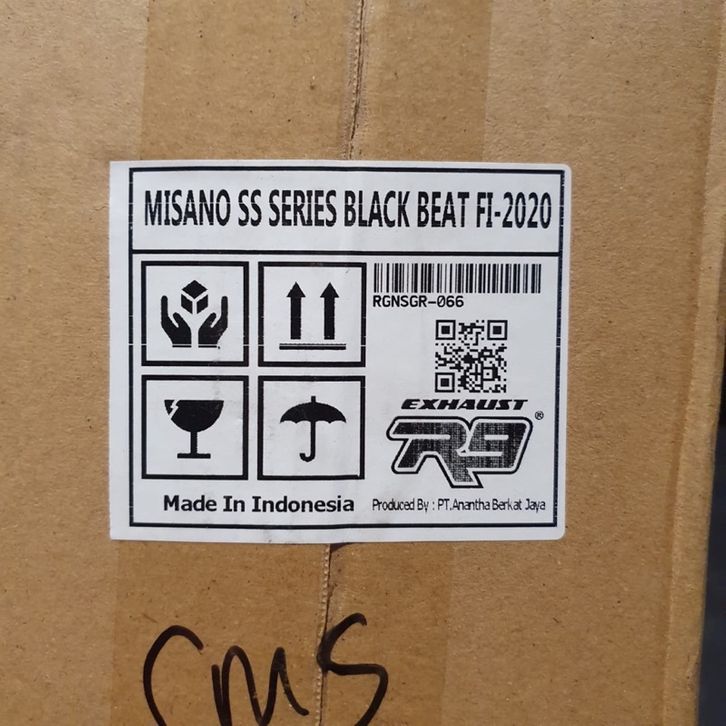 MISANO SS SERIES BLACK BEAT FI-2020
RGNSGR-066
EXHAUST
R9®
Made In Indonesia
Produced By : PT.Anantha Berkat Jaya
CMS